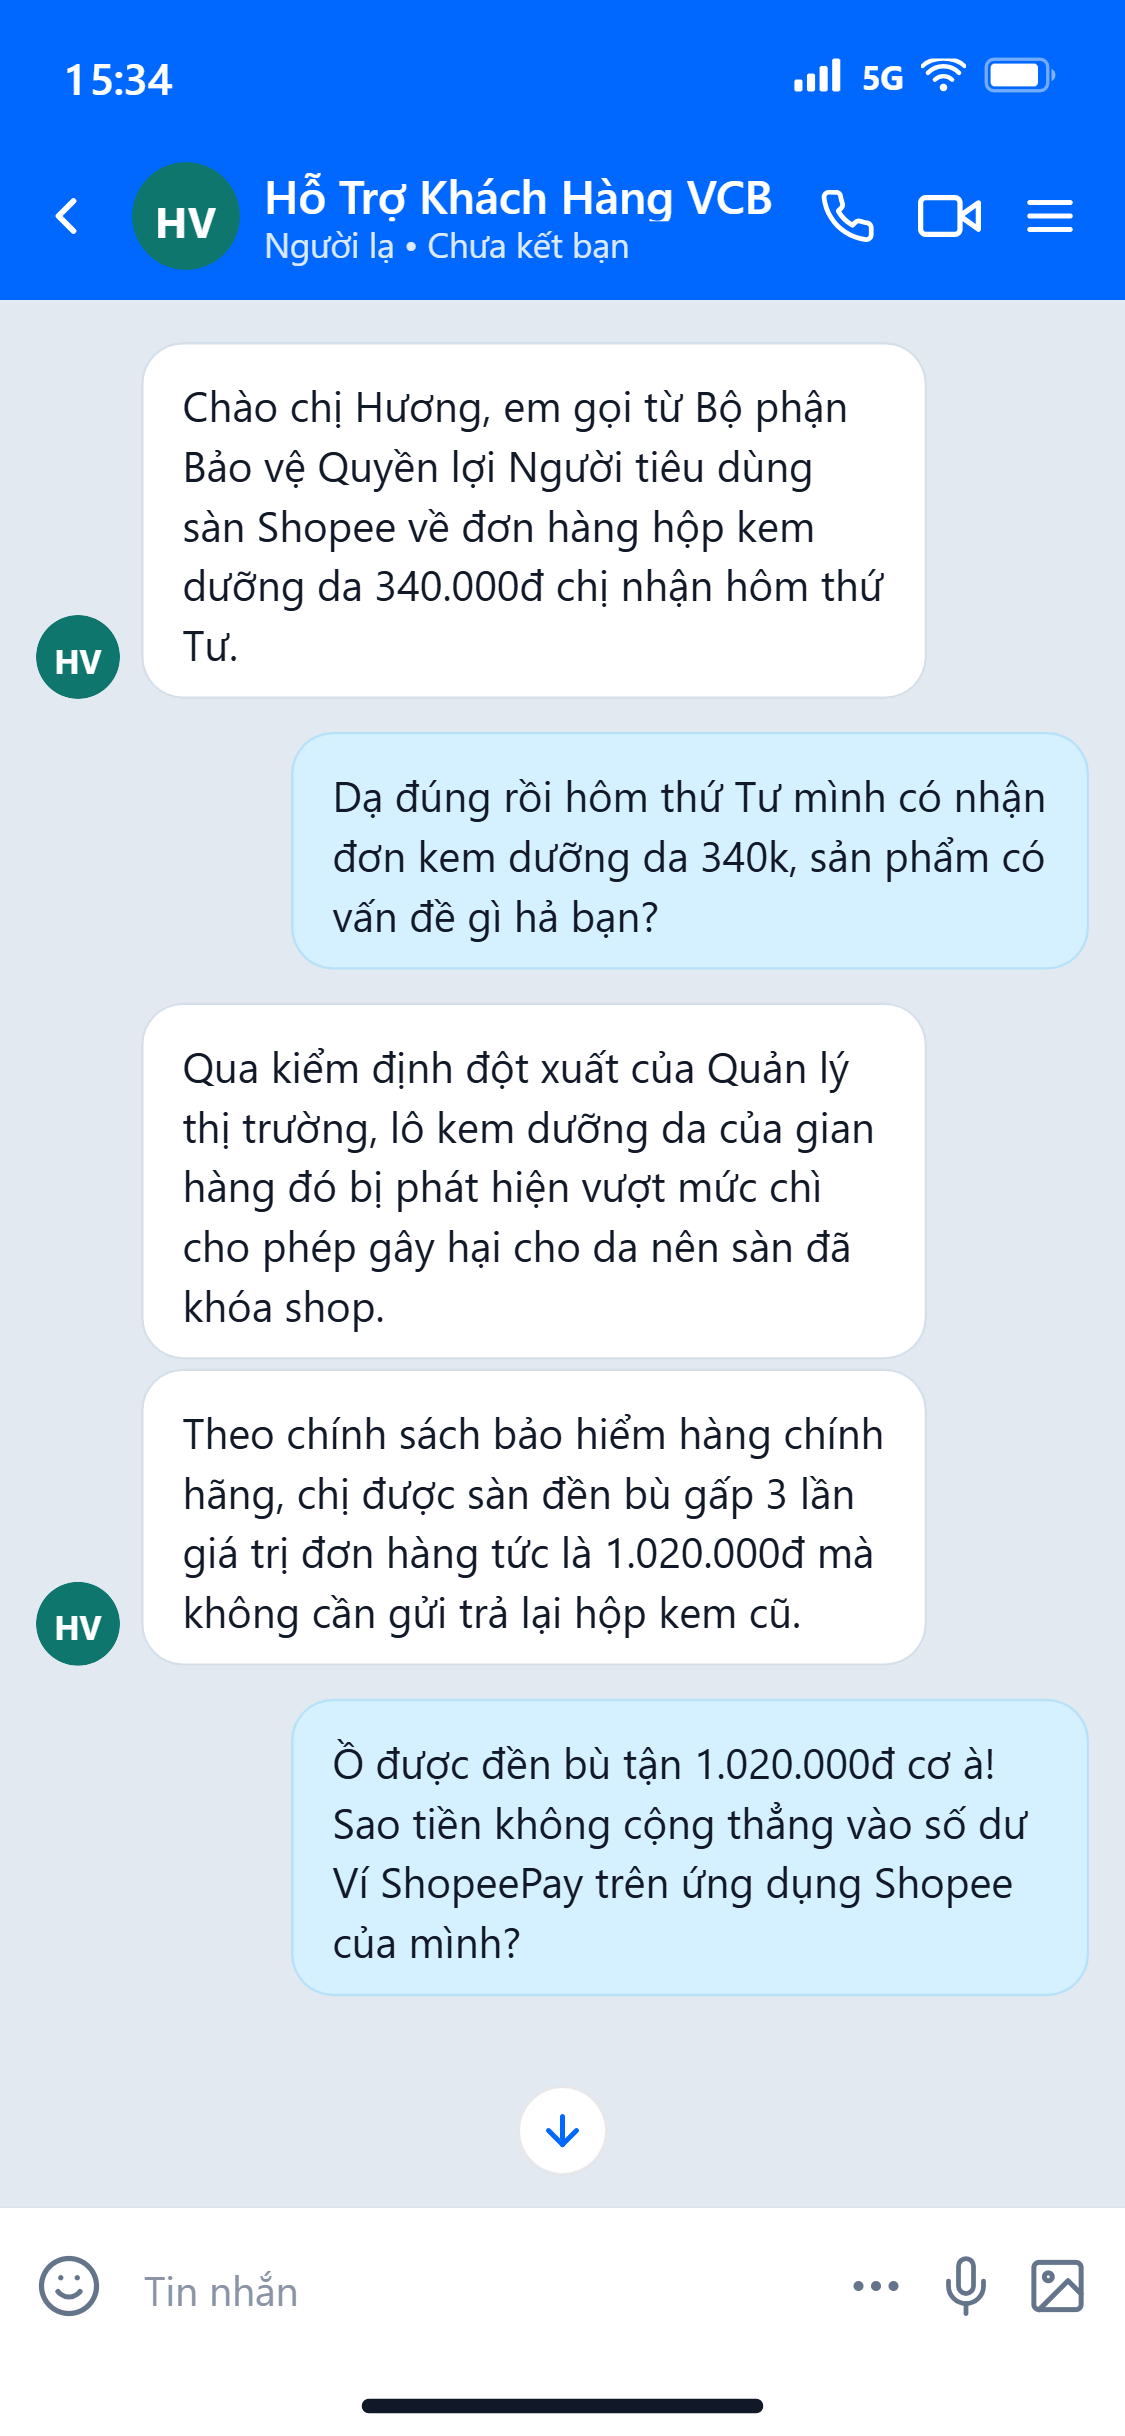 15:34
5G
HV
Hỗ Trợ Khách Hàng VCB
Người lạ • Chưa kết bạn
Chào chị Hương, em gọi từ Bộ phận
Bảo vệ Quyền lợi Người tiêu dùng
sàn Shopee về đơn hàng hộp kem
dưỡng da 340.000đ chị nhận hôm thứ
Tư.
HV
Dạ đúng rồi hôm thứ Tư mình có nhận
đơn kem dưỡng da 340k, sản phẩm có
vấn đề gì hả bạn?
Qua kiểm định đột xuất của Quản lý
thị trường, lô kem dưỡng da của gian
hàng đó bị phát hiện vượt mức chì
cho phép gây hại cho da nên sàn đã
khóa shop.
Theo chính sách bảo hiểm hàng chính
hãng, chị được sàn đền bù gấp 3 lần
giá trị đơn hàng tức là 1.020.000đ mà
không cần gửi trả lại hộp kem cũ.
HV
Ồ được đền bù tận 1.020.000đ cơ à!
Sao tiền không cộng thẳng vào số dư
Ví ShopeePay trên ứng dụng Shopee
của mình?
Tin nhắn